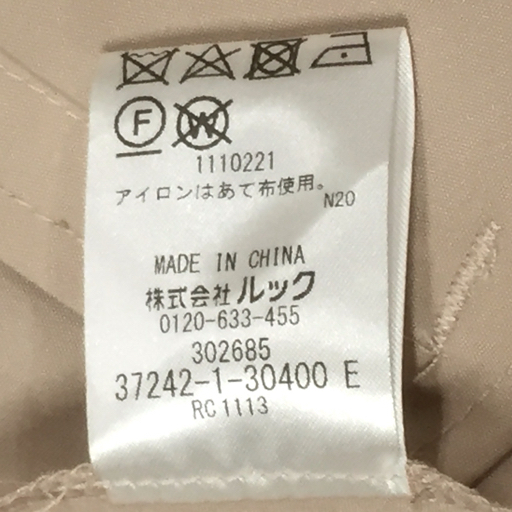 F W
1110221
アイロンはあて布使用。
N20
MADE IN CHINA
株式会社ルック
0120-633-455
302685
37242-1-30400 E
RC1113